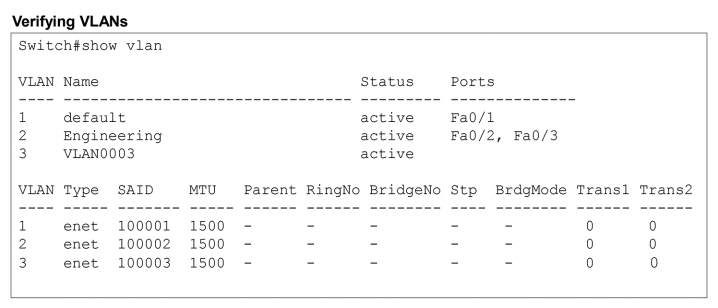 Verifying VLANs
Switch#show vlan
VLAN Name                             Status    Ports
---- -------------------------------- --------- --------------
1    default                          active    Fa0/1
2    Engineering                      active    Fa0/2, Fa0/3
3    VLAN0003                         active
VLAN Type  SAID    MTU   Parent RingNo BridgeNo Stp  BrdgMode Trans1 Trans2
---- ----- ------- ----- ------ ------ -------- ---- -------- ------ ------
1    enet  100001  1500  -      -      -        -    -        0      0
2    enet  100002  1500  -      -      -        -    -        0      0
3    enet  100003  1500  -      -      -        -    -        0      0